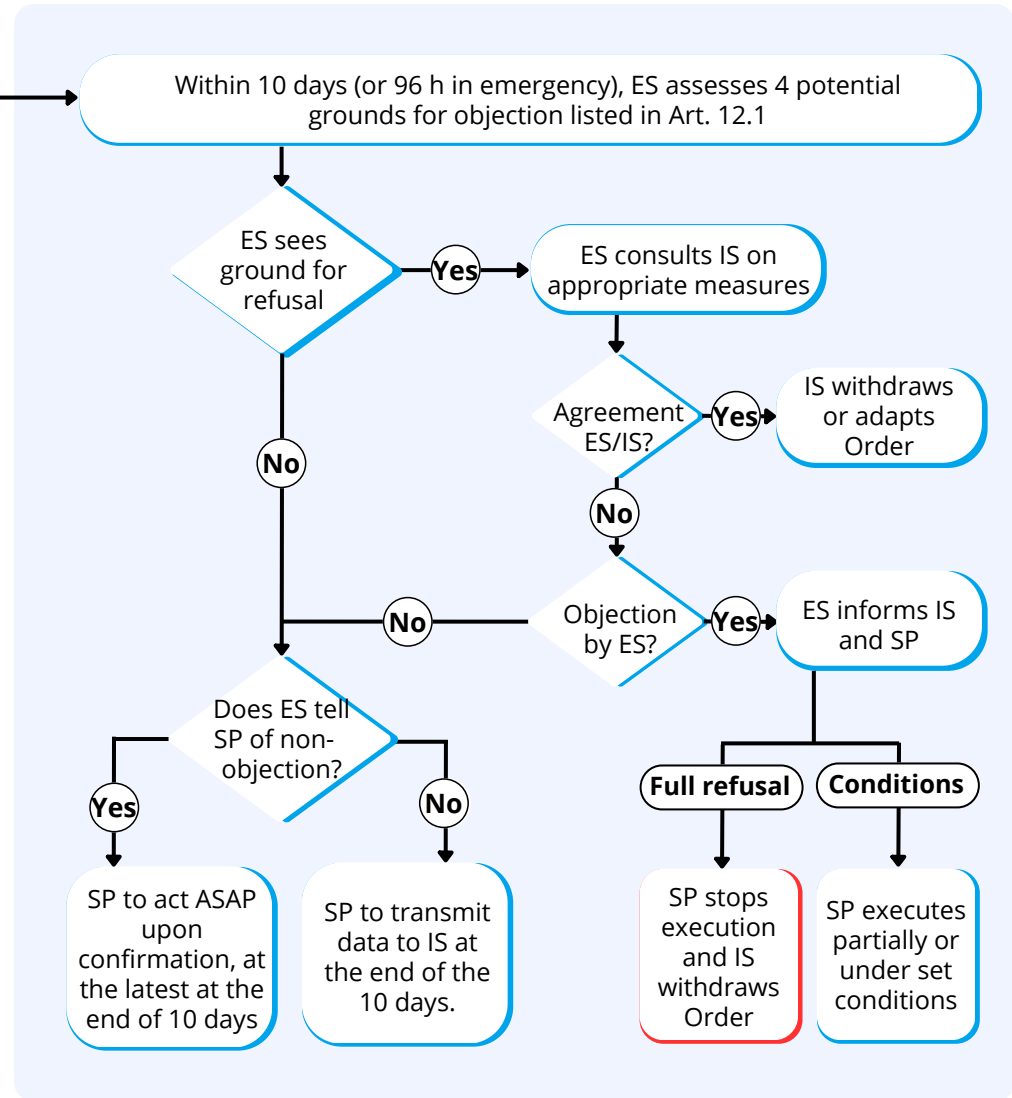 Within 10 days (or 96 h in emergency), ES assesses 4 potential
grounds for objection listed in Art. 12.1
ES sees
ground for
refusal
Yes
ES consults IS on
appropriate measures
Agreement
ES/IS?
Yes
IS withdraws
or adapts
Order
No
No
Objection
by ES?
Yes
ES informs IS
and SP
No
Does ES tell
SP of non-
objection?
Yes
No
Full refusal
Conditions
SP to act ASAP
upon
confirmation, at
the latest at the
end of 10 days
SP to transmit
data to IS at
the end of the
10 days.
SP stops
execution
and IS
withdraws
Order
SP executes
partially or
under set
conditions